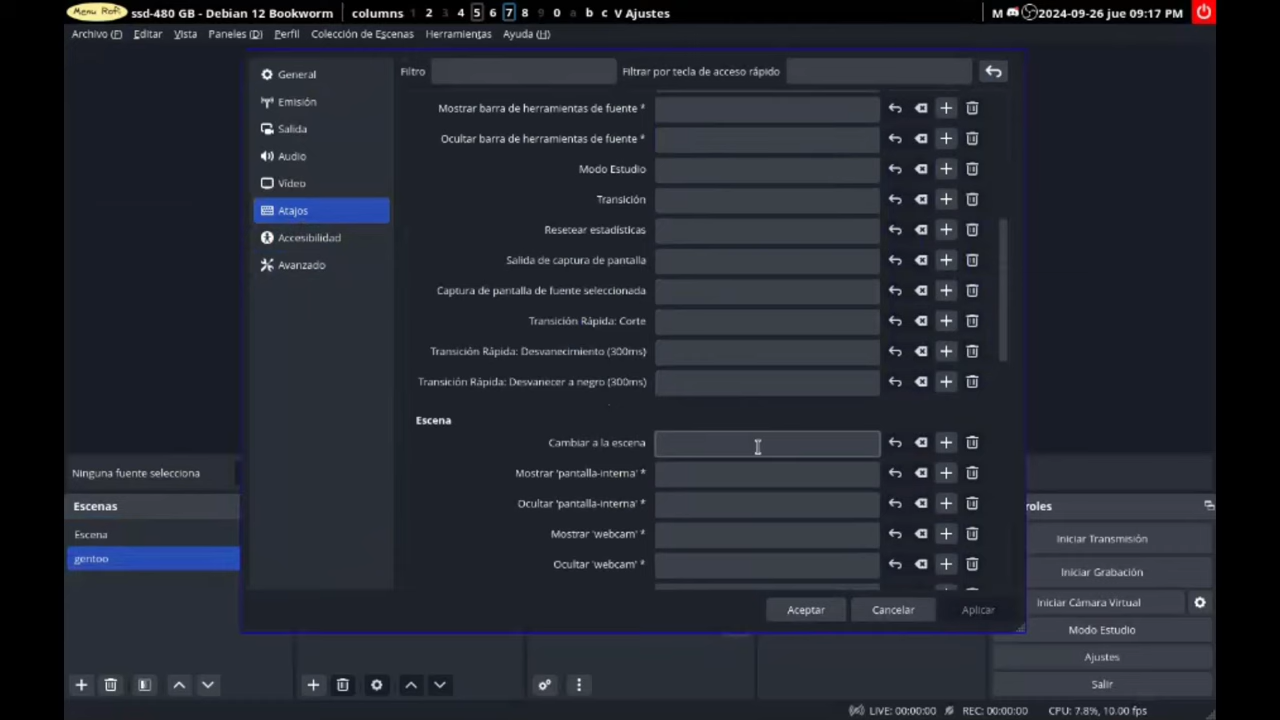 Menu Rofi ssd-480 GB - Debian 12 Bookworm columns 1 2 3 4 5 6 7 8 9 0 a b c V Ajustes M 2024-09-26 jue 09:17 PM
Archivo (F) Editar Vista Paneles (D) Perfil Colección de Escenas Herramientas Ayuda (H)
General
Emisión
Salida
Audio
Vídeo
Atajos
Accesibilidad
Avanzado
Filtro
Filtrar por tecla de acceso rápido
Mostrar barra de herramientas de fuente *
Ocultar barra de herramientas de fuente *
Modo Estudio
Transición
Resetear estadísticas
Salida de captura de pantalla
Captura de pantalla de fuente seleccionada
Transición Rápida: Corte
Transición Rápida: Desvanecimiento (300ms)
Transición Rápida: Desvanecer a negro (300ms)
Escena
Cambiar a la escena
Mostrar 'pantalla-interna' *
Ocultar 'pantalla-interna' *
Mostrar 'webcam' *
Ocultar 'webcam' *
Aceptar
Cancelar
Aplicar
Ninguna fuente selecciona
Escenas
Escena
gentoo
roles
Iniciar Transmisión
Iniciar Grabación
Iniciar Cámara Virtual
Modo Estudio
Ajustes
Salir
LIVE: 00:00:00 REC: 00:00:00 CPU: 7.8%, 10.00 fps